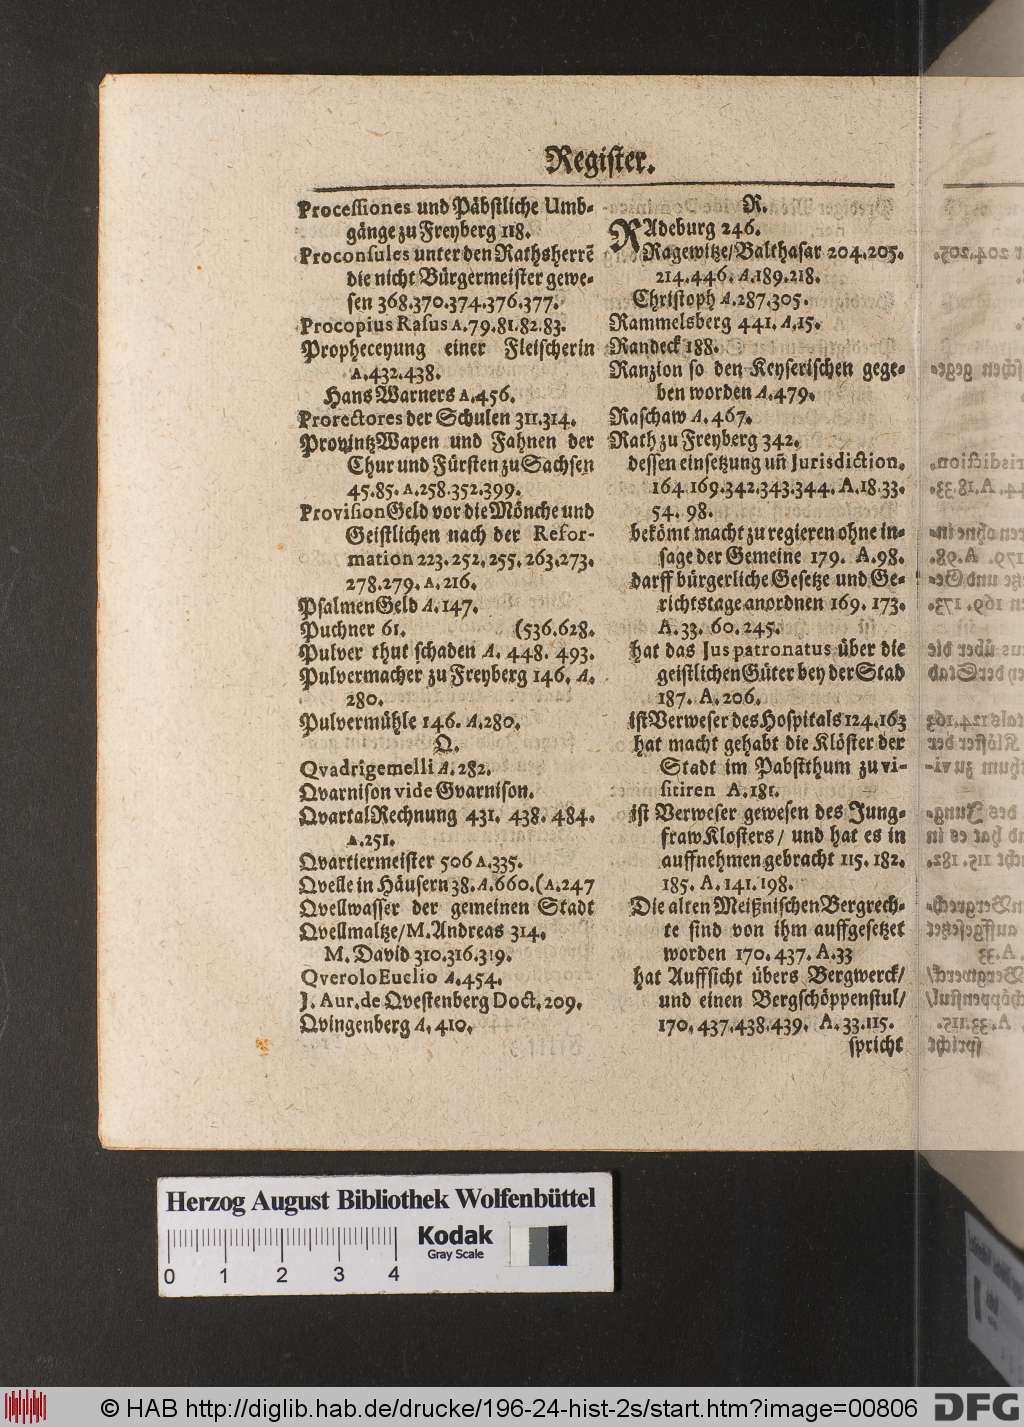 Register.
Processiones und Päbstliche Umb-
gänge zu Freyberg 118.
Proconsules unter den Rathsherrẽ
die nicht Bürgermeister gewe-
sen 368.370.374.376.377.
Procopius Rasus A.79.81.82.83.
Propheceyung einer Fleischerin
A.432.438.
Hans Warners A.456.
Prorectores der Schulen 311.314.
ProvintzWapen und Fahnen der
Chur und Fürsten zu Sachsen
45.85. A.258.352.399.
ProvisionGeld vor die Mönche und
Geistlichen nach der Refor-
mation 223.252.255.263.273.
278.279. A.216.
PsalmenGeld A.147.
Puchner 61. (536.628.
Pulver thut schaden A. 448. 493.
Pulvermacher zu Freyberg 146. A.
280.
Pulvermühle 146. A.280.
Q.
Qvadrigemelli A.282.
Qvarnison vide Gvarnison.
QvartalRechnung 431. 438. 484.
A.251.
Qvartiermeister 506 A.335.
Qvelle in Häusern 38. A.660.(A.247
Qvellwasser der gemeinen Stadt
Qvellmaltze/M.Andreas 314.
M. David 310.316.319.
Qverolo Euclio A.454.
J. Aur. de Qvestenberg Doct. 209.
Qvingenberg A. 410.
R.
RAdeburg 246.
Ragewitze/Balthasar 204.205.
214.446. A.189.218.
Christoph A.287.305.
Rammelsberg 441. A.15.
Randeck 188.
Ranzion so den Keyserischen gege-
ben worden A.479.
Raschaw A. 467.
Rath zu Freyberg 342.
dessen einsetzung uñ Jurisdiction.
164 169.342.343.344. A.18.33.
54. 98.
bekömt macht zu regieren ohne in-
sage der Gemeine 179. A.98.
darff bürgerliche Gesetze und Ge-
richtstage anordnen 169. 173.
A.33. 60.245.
hat das Jus patronatus über die
geistlichen Güter bey der Stad
187. A.206.
ist Verweser des Hospitals 124.163
hat macht gehabt die Klöster der
Stadt im Pabstthum zu vi-
sitiren A.181.
ist Verweser gewesen des Jung-
fraw Klosters/ und hat es in
auffnehmen gebracht 115. 182.
185. A. 141.198.
Die alten Meißnischen Bergrech-
te sind von ihm auffgesetzet
worden 170.437. A.33
hat Auffsicht übers Bergwerck/
und einen Bergschöppenstul/
170.437.438.439. A.33.115.
spricht
Herzog August Bibliothek Wolfenbüttel
Kodak
Gray Scale
0 1 2 3 4
© HAB http://diglib.hab.de/drucke/196-24-hist-2s/start.htm?image=00806
DFG